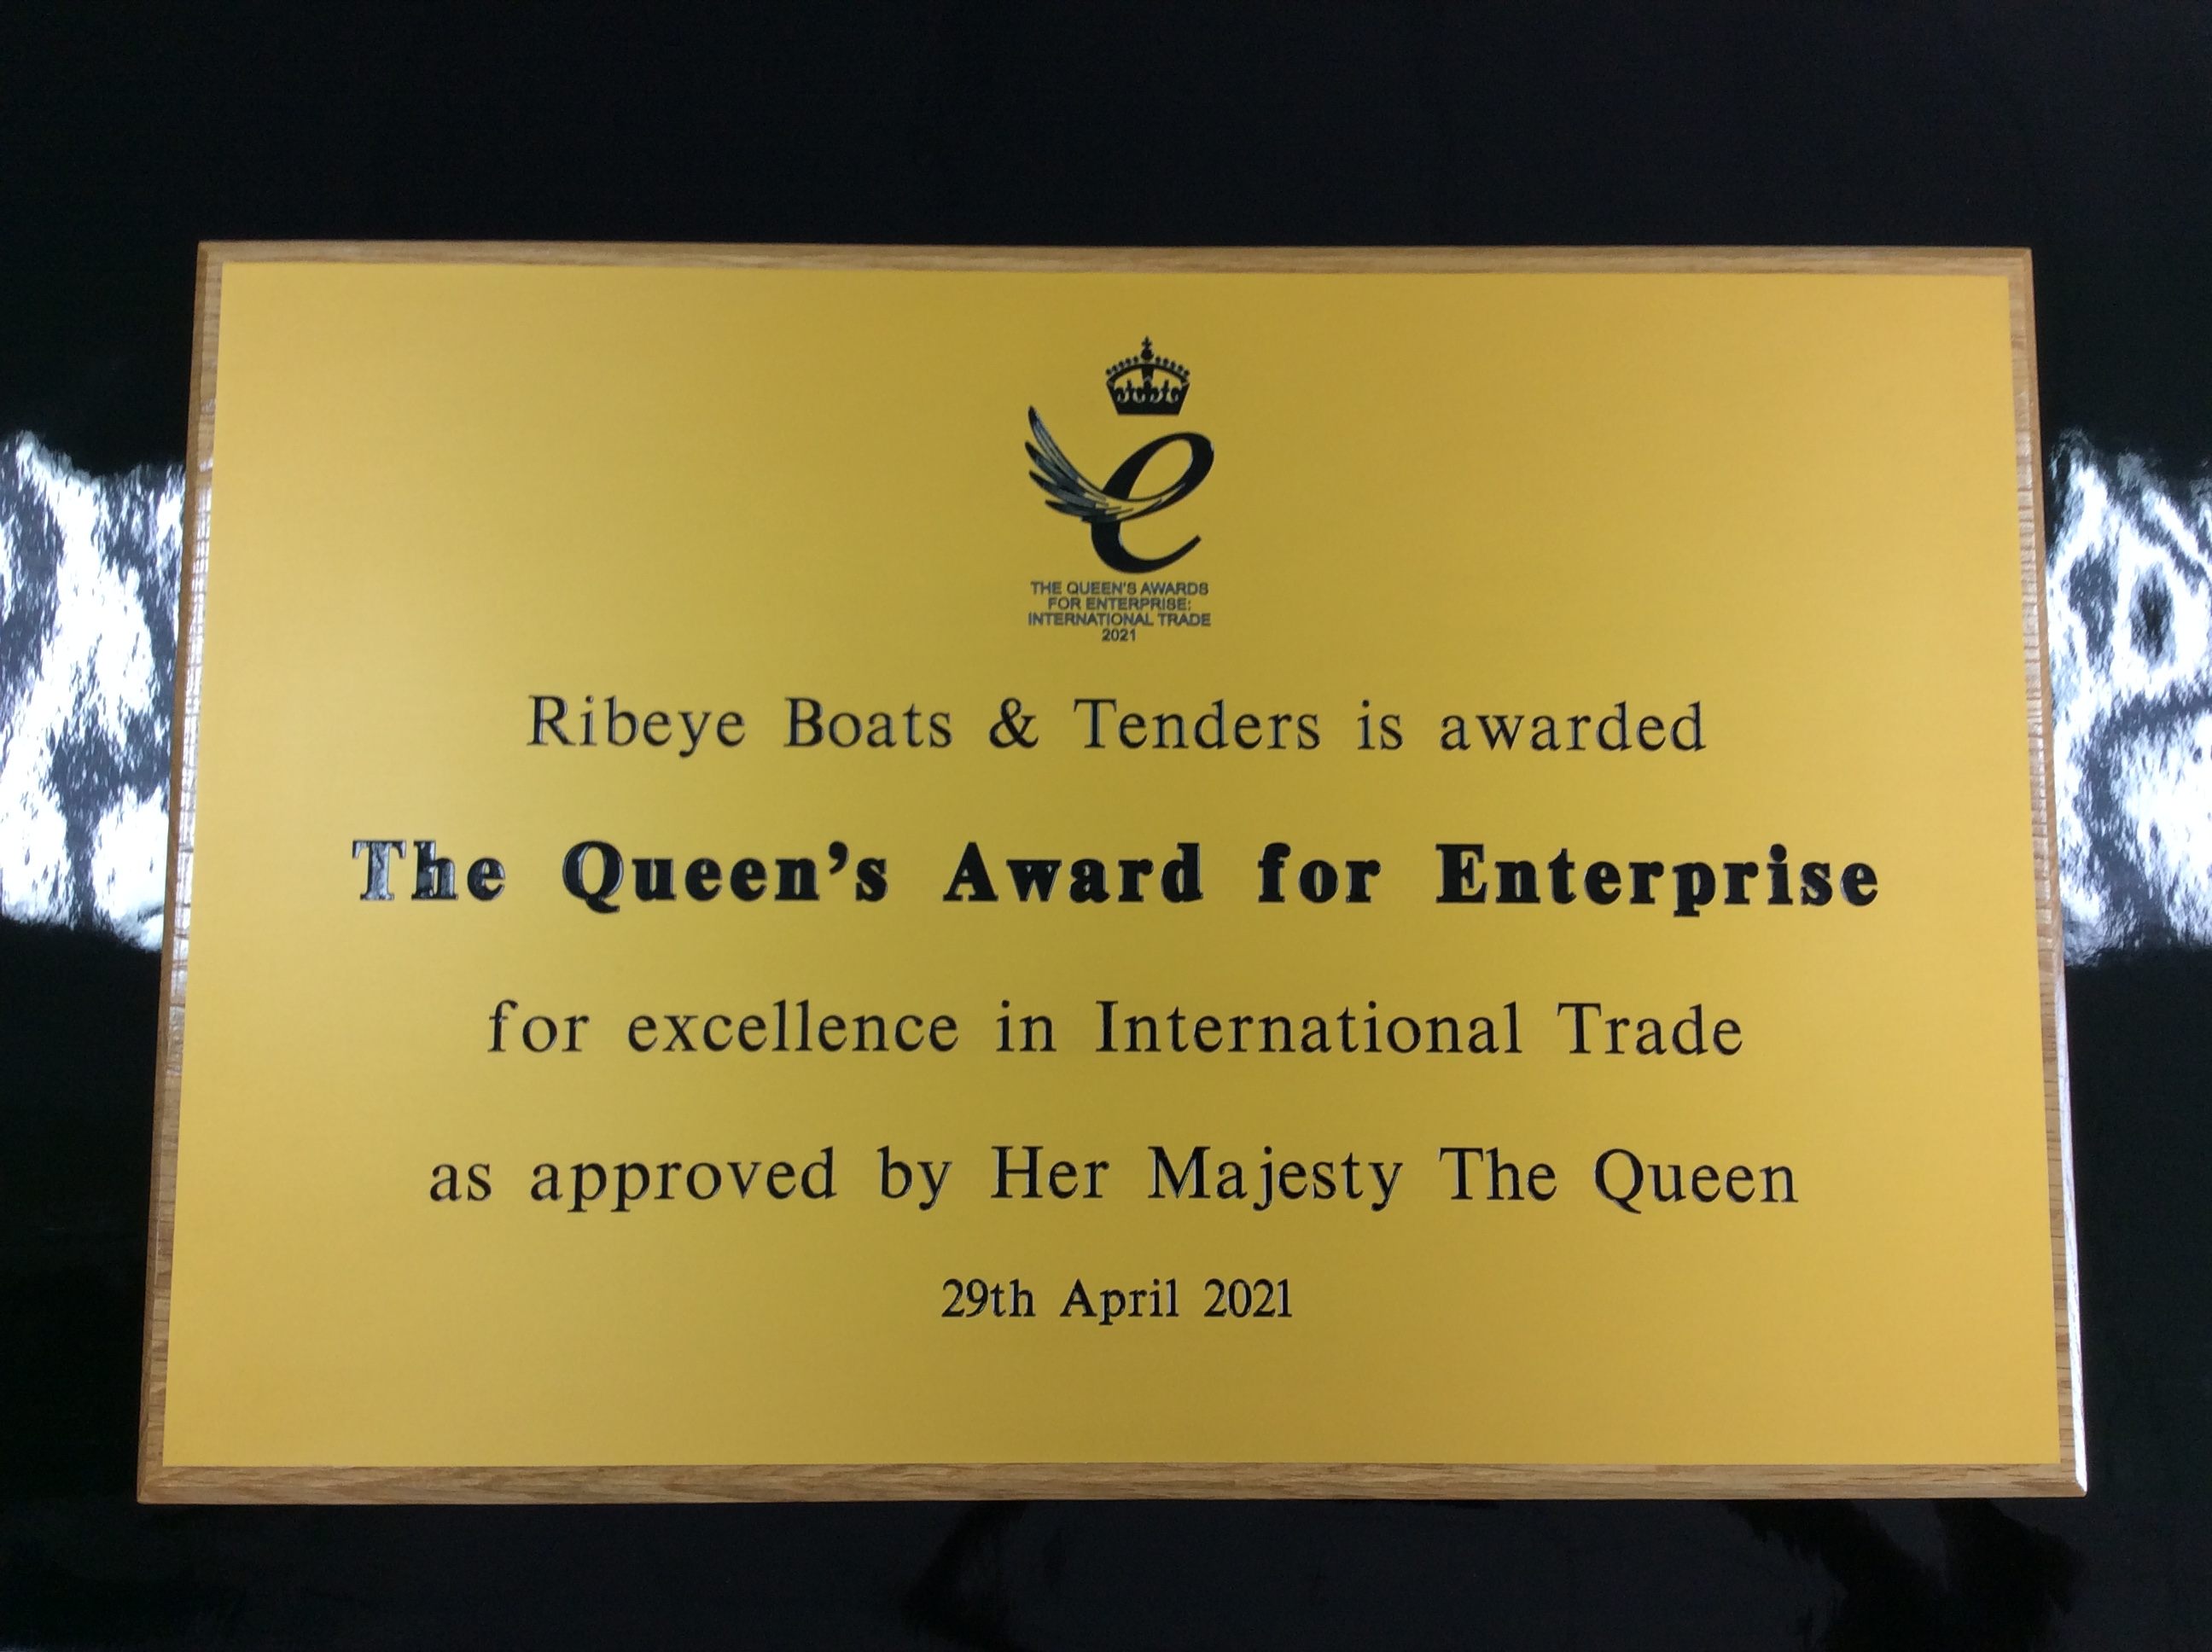 THE QUEEN'S AWARDS
FOR ENTERPRISE:
INTERNATIONAL TRADE
2021
Ribeye Boats & Tenders is awarded
The Queen’s Award for Enterprise
for excellence in International Trade
as approved by Her Majesty The Queen
29th April 2021